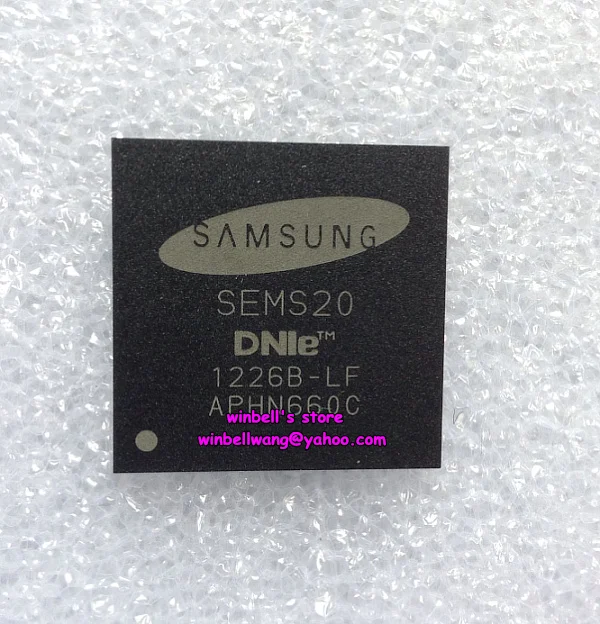 SAMSUNG
SEMS20
DNIe™
1226B-LF
APHN660C
winbell's store
winbellwang@yahoo.com